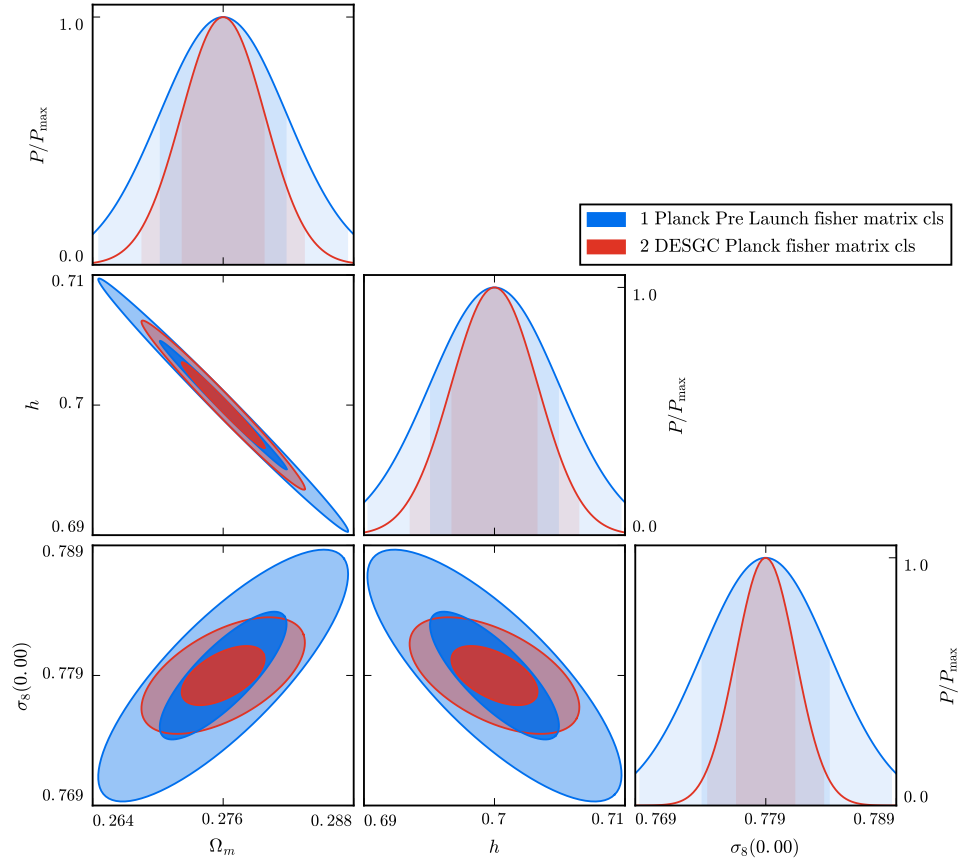 1.0
P/P_max
0.0
1 Planck Pre Launch fisher matrix cls
2 DESGC Planck fisher matrix cls
0.71
h
0.7
0.69
1.0
P/P_max
0.0
0.789
σ_8(0.00)
0.779
0.769
1.0
P/P_max
0.0
0.264 0.276 0.288
0.69 0.7 0.71
0.769 0.779 0.789
Ω_m
h
σ_8(0.00)